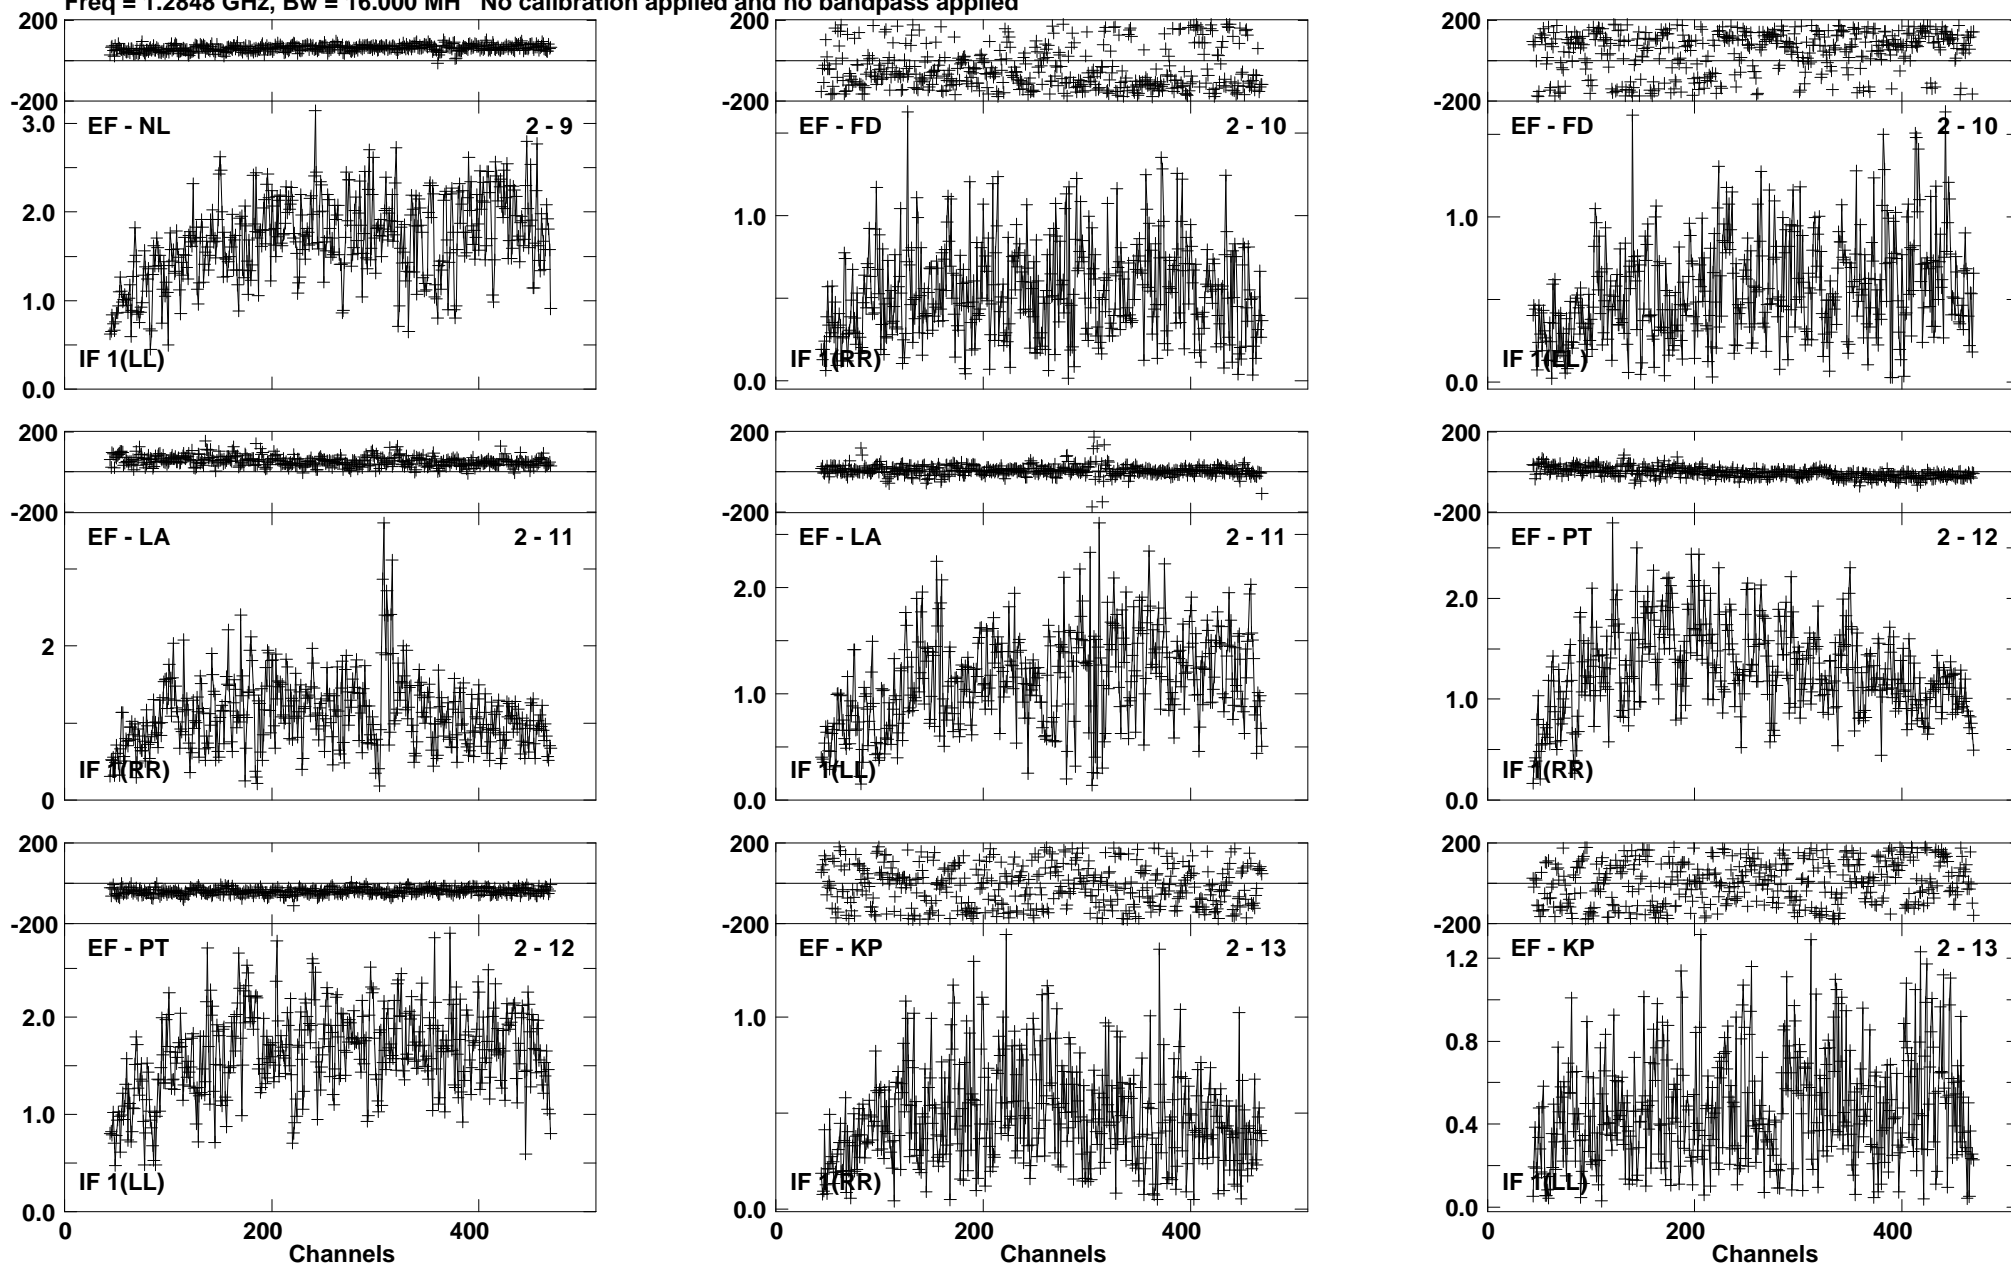 Freq = 1.2848 GHz, Bw = 16.000 MH No calibration applied and no bandpass applied
200
-200
EF - NL 2 - 9
3.0
2.0
1.0
0.0
IF 1(LL)
200
-200
EF - FD 2 - 10
1.0
0.0
IF 1(RR)
200
-200
EF - FD 2 - 10
1.0
0.0
IF 1(LL)
200
-200
EF - LA 2 - 11
2
0
IF 1(RR)
200
-200
EF - LA 2 - 11
2.0
1.0
0.0
IF 1(LL)
200
-200
EF - PT 2 - 12
2.0
1.0
0.0
IF 1(RR)
200
-200
EF - PT 2 - 12
2.0
1.0
0.0
IF 1(LL)
0 200 400
Channels
200
-200
EF - KP 2 - 13
1.0
0.0
IF 1(RR)
0 200 400
Channels
200
-200
EF - KP 2 - 13
1.2
0.8
0.4
0.0
IF 1(LL)
0 200 400
Channels